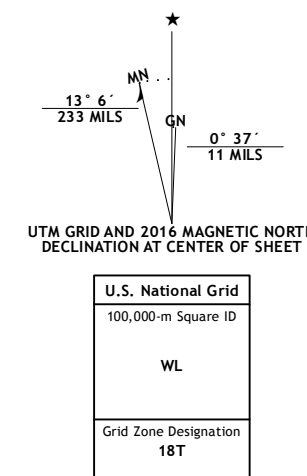 ★
MN
13° 6´
233 MILS
GN
0° 37´
11 MILS
UTM GRID AND 2016 MAGNETIC NORT
DECLINATION AT CENTER OF SHEET
U.S. National Grid
100,000-m Square ID
WL
Grid Zone Designation
18T